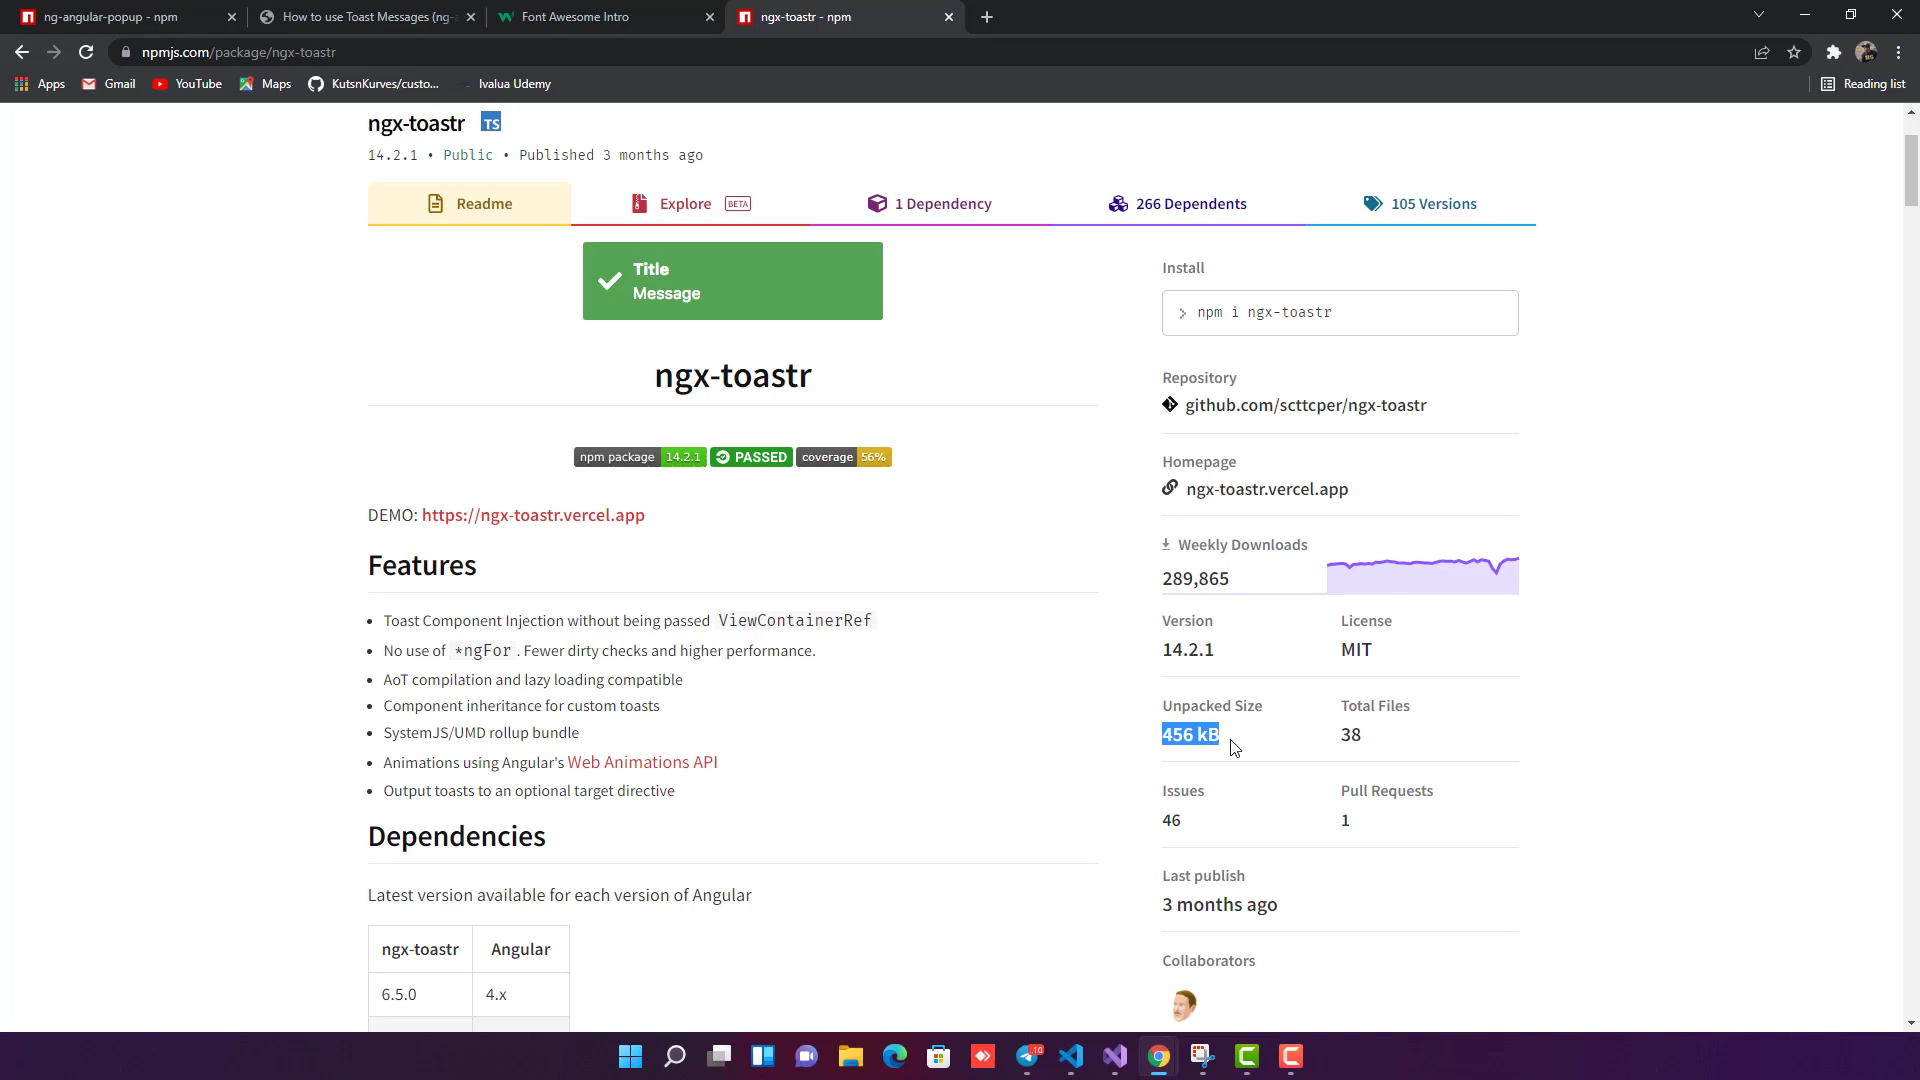 ng-angular-popup - npm
How to use Toast Messages (ng-
Font Awesome Intro
ngx-toastr - npm
npmjs.com/package/ngx-toastr
Apps
Gmail
YouTube
Maps
KutsnKurves/custo...
Ivalua Udemy
Reading list
ngx-toastr TS
14.2.1 • Public • Published 3 months ago
Readme
Explore BETA
1 Dependency
266 Dependents
105 Versions
Title
Message
ngx-toastr
npm package 14.2.1 PASSED coverage 56%
DEMO: https://ngx-toastr.vercel.app
Features
• Toast Component Injection without being passed ViewContainerRef
• No use of *ngFor . Fewer dirty checks and higher performance.
• AoT compilation and lazy loading compatible
• Component inheritance for custom toasts
• SystemJS/UMD rollup bundle
• Animations using Angular's Web Animations API
• Output toasts to an optional target directive
Dependencies
Latest version available for each version of Angular
ngx-toastr Angular
6.5.0 4.x
Install
> npm i ngx-toastr
Repository
github.com/scttcper/ngx-toastr
Homepage
ngx-toastr.vercel.app
Weekly Downloads
289,865
Version License
14.2.1 MIT
Unpacked Size Total Files
456 kB 38
Issues Pull Requests
46 1
Last publish
3 months ago
Collaborators
10